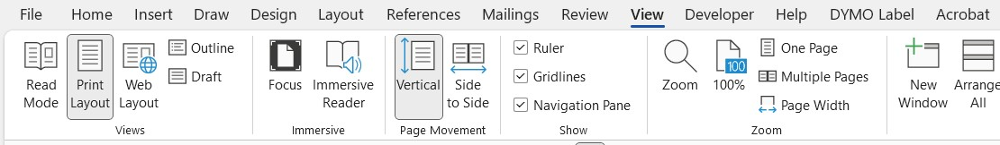 File Home Insert Draw Design Layout References Mailings Review View Developer Help DYMO Label Acrobat
Read Mode
Print Layout
Web Layout
Outline
Draft
Views
Focus
Immersive Reader
Immersive
Vertical
Side to Side
Page Movement
Ruler
Gridlines
Navigation Pane
Show
Zoom
100
100%
One Page
Multiple Pages
Page Width
Zoom
New Window
Arrange All